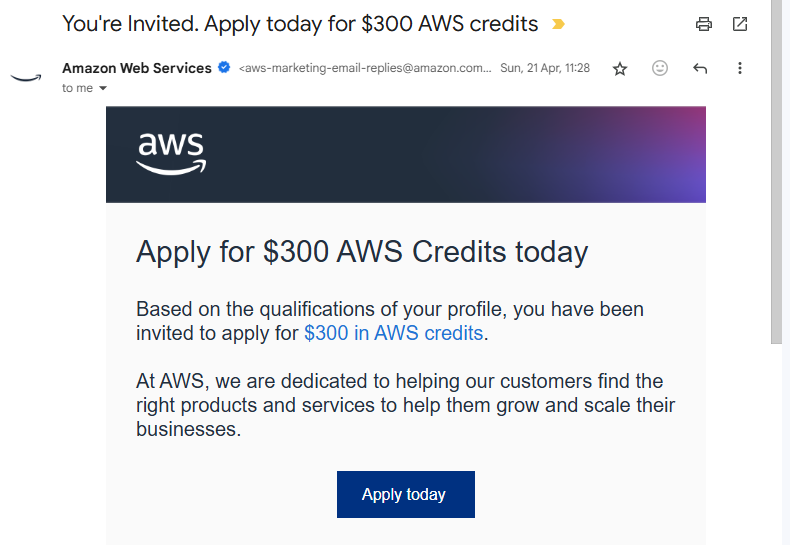 You're Invited. Apply today for $300 AWS credits
Amazon Web Services <aws-marketing-email-replies@amazon.com... Sun, 21 Apr, 11:28
to me
aws
Apply for $300 AWS Credits today
Based on the qualifications of your profile, you have been
invited to apply for $300 in AWS credits.
At AWS, we are dedicated to helping our customers find the
right products and services to help them grow and scale their
businesses.
Apply today